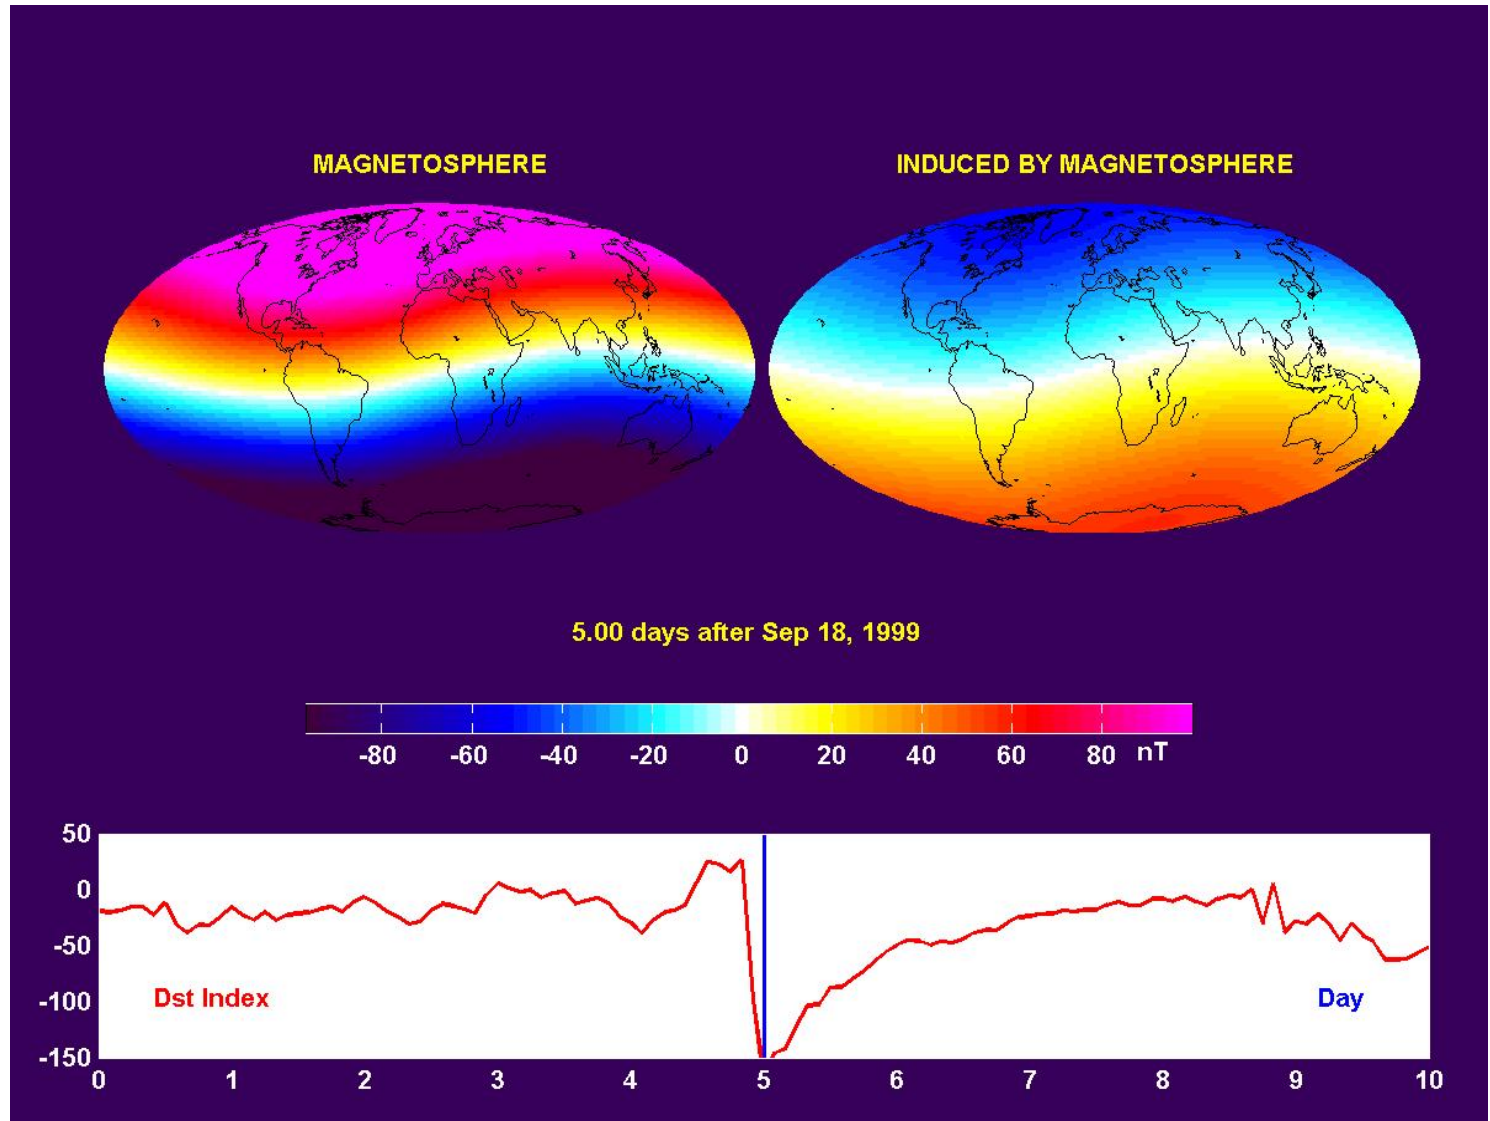 MAGNETOSPHERE
INDUCED BY MAGNETOSPHERE
5.00 days after Sep 18, 1999
-80 -60 -40 -20 0 20 40 60 80 nT
50
0
-50
-100
-150
Dst Index
Day
0 1 2 3 4 5 6 7 8 9 10